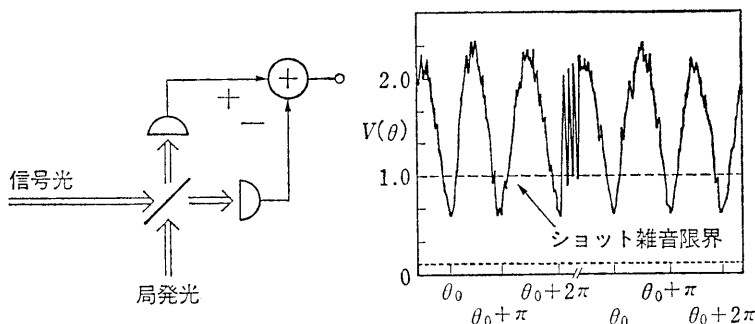 信号光
局発光
+
−
+
V(θ)
2.0
1.0
0
ショット雑音限界
θ₀
θ₀+π
θ₀+2π
θ₀
θ₀+π
θ₀+2π